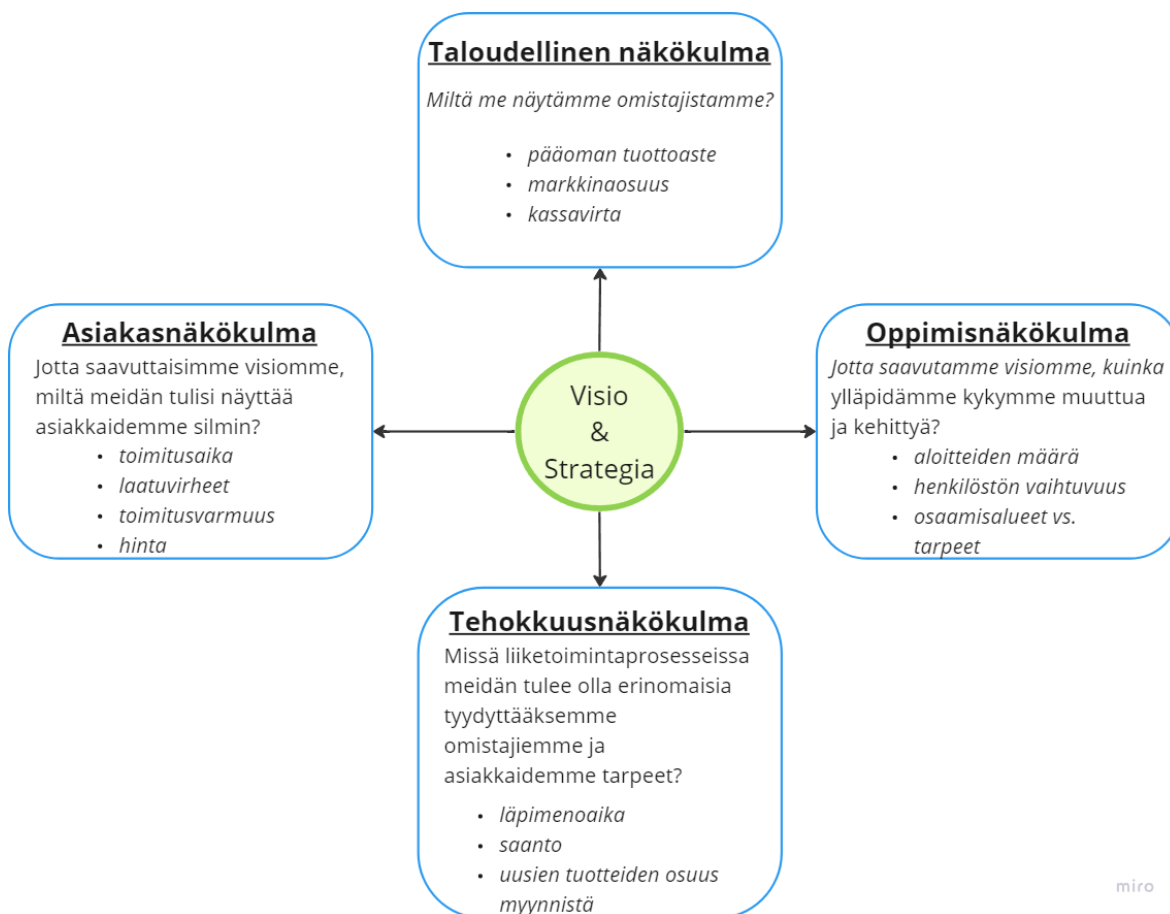 Taloudellinen näkökulma
Miltä me näytämme omistajistamme?
• pääoman tuottoaste
• markkinaosuus
• kassavirta
Asiakasnäkökulma
Jotta saavuttaisimme visiomme,
miltä meidän tulisi näyttää
asiakkaidemme silmin?
• toimitusaika
• laatuvirheet
• toimitusvarmuus
• hinta
Visio
&
Strategia
Oppimisnäkökulma
Jotta saavutamme visiomme, kuinka
ylläpidämme kykymme muuttua
ja kehittyä?
• aloitteiden määrä
• henkilöstön vaihtuvuus
• osaamisalueet vs.
tarpeet
Tehokkuusnäkökulma
Missä liiketoimintaprosesseissa
meidän tulee olla erinomaisia
tyydyttääksemme
omistajiemme ja
asiakkaidemme tarpeet?
• läpimenoaika
• saanto
• uusien tuotteiden osuus
myynnistä
miro